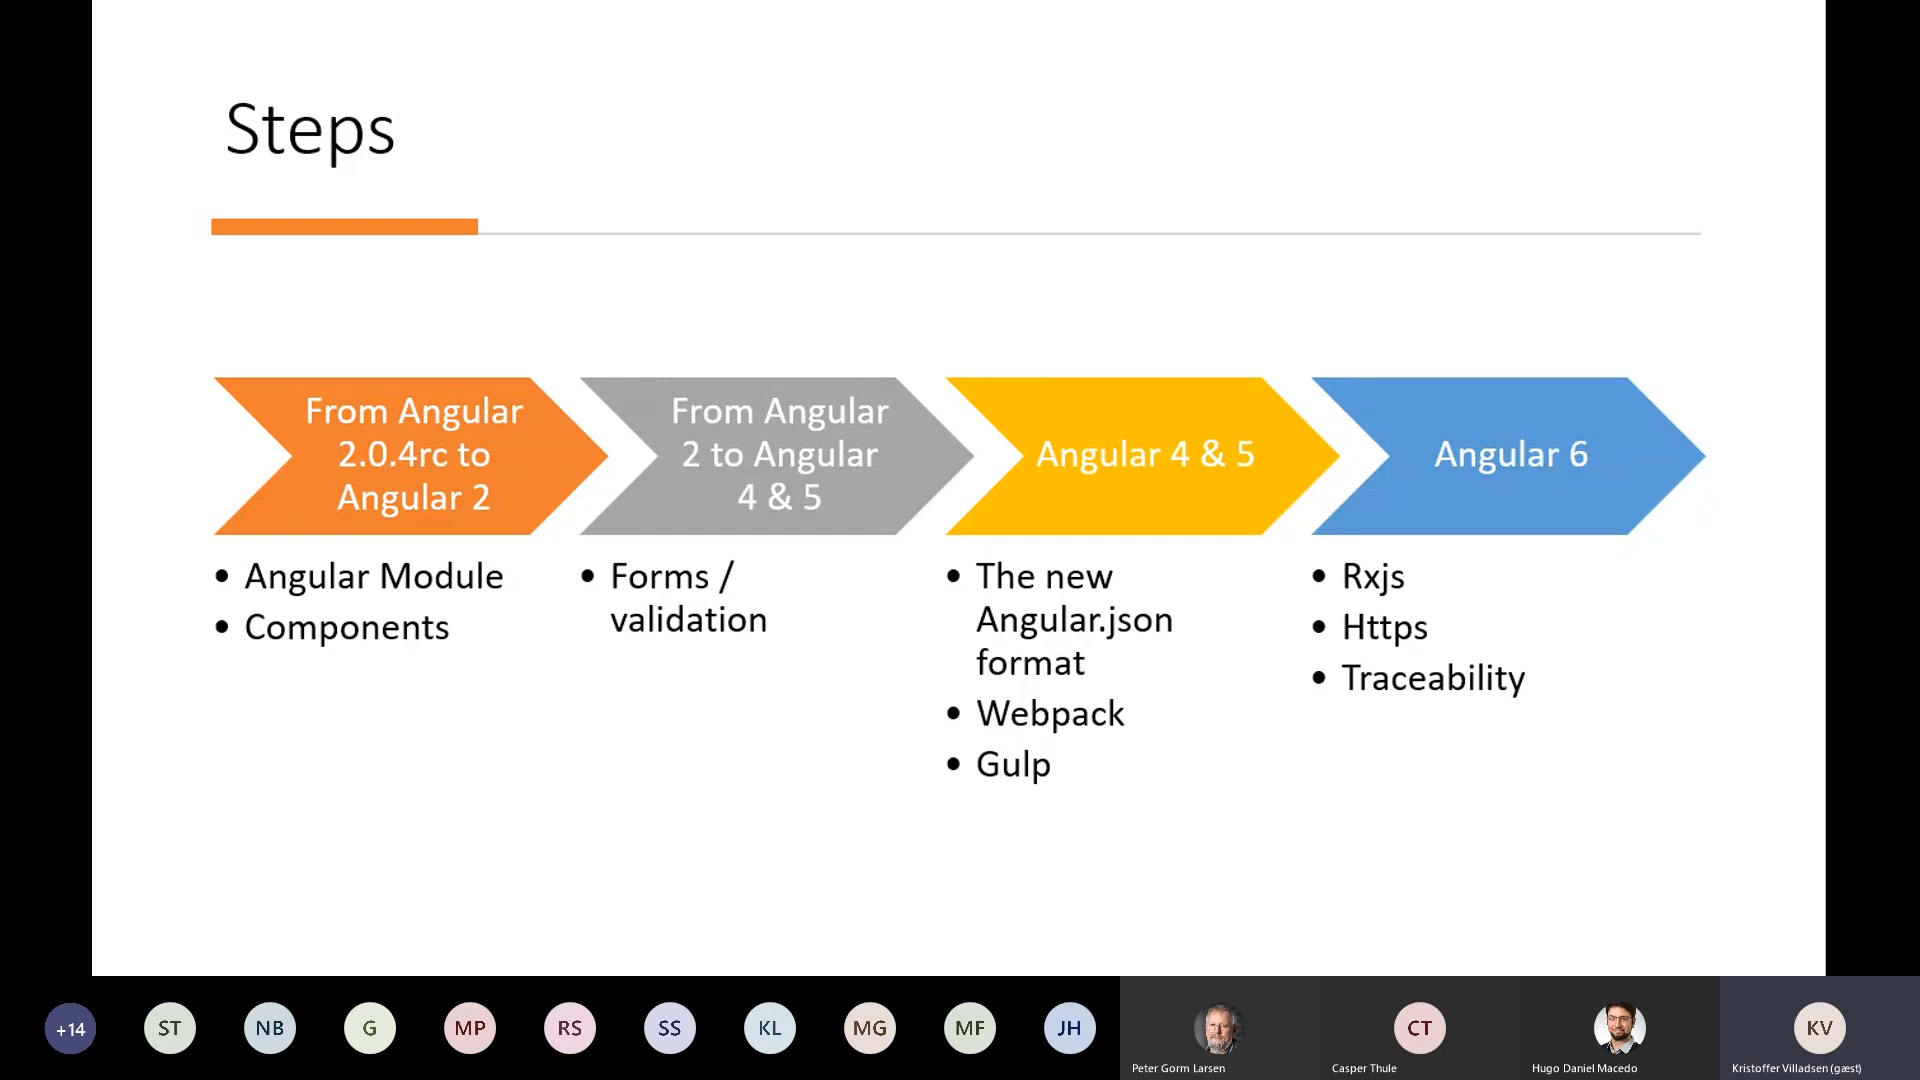 Steps
From Angular
2.0.4rc to
Angular 2
• Angular Module
• Components
From Angular
2 to Angular
4 & 5
• Forms /
validation
Angular 4 & 5
• The new
Angular.json
format
• Webpack
• Gulp
Angular 6
• Rxjs
• Https
• Traceability
+14
ST
NB
G
MP
RS
SS
KL
MG
MF
JH
Peter Gorm Larsen
CT
Casper Thule
Hugo Daniel Macedo
KV
Kristoffer Villadsen (gæst)